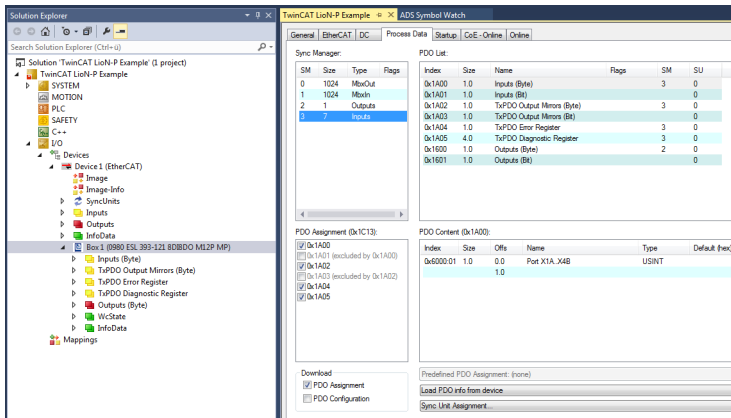 Solution Explorer
Search Solution Explorer (Ctrl+ü)
Solution 'TwinCAT LioN-P Example' (1 project)
TwinCAT LioN-P Example
SYSTEM
MOTION
PLC
SAFETY
C++
I/O
Devices
Device 1 (EtherCAT)
Image
Image-Info
SyncUnits
Inputs
Outputs
InfoData
Box 1 (0980 ESL 393-121 8DI8DO M12P MP)
Inputs (Byte)
TxPDO Output Mirrors (Byte)
TxPDO Error Register
TxPDO Diagnostic Register
Outputs (Byte)
WcState
InfoData
Mappings
TwinCAT LioN-P Example ADS Symbol Watch
General EtherCAT DC Process Data Startup CoE - Online Online
Sync Manager:
SM Size Type Flags
0 1024 MbxOut
1 1024 MbxIn
2 1 Outputs
3 7 Inputs
PDO List:
Index Size Name Flags SM SU
0x1A00 1.0 Inputs (Byte) 3 0
0x1A01 1.0 Inputs (Bit) 0
0x1A02 1.0 TxPDO Output Mirrors (Byte) 3 0
0x1A03 1.0 TxPDO Output Mirrors (Bit) 0
0x1A04 1.0 TxPDO Error Register 3 0
0x1A05 4.0 TxPDO Diagnostic Register 3 0
0x1600 1.0 Outputs (Byte) 2 0
0x1601 1.0 Outputs (Bit) 0
PDO Assignment (0x1C13):
0x1A00
0x1A01 (excluded by 0x1A00)
0x1A02
0x1A03 (excluded by 0x1A02)
0x1A04
0x1A05
PDO Content (0x1A00):
Index Size Offs Name Type Default (hex)
0x6000:01 1.0 0.0 Port X1A..X4B USINT
1.0
Download
PDO Assignment
PDO Configuration
Predefined PDO Assignment: (none)
Load PDO info from device
Sync Unit Assignment...